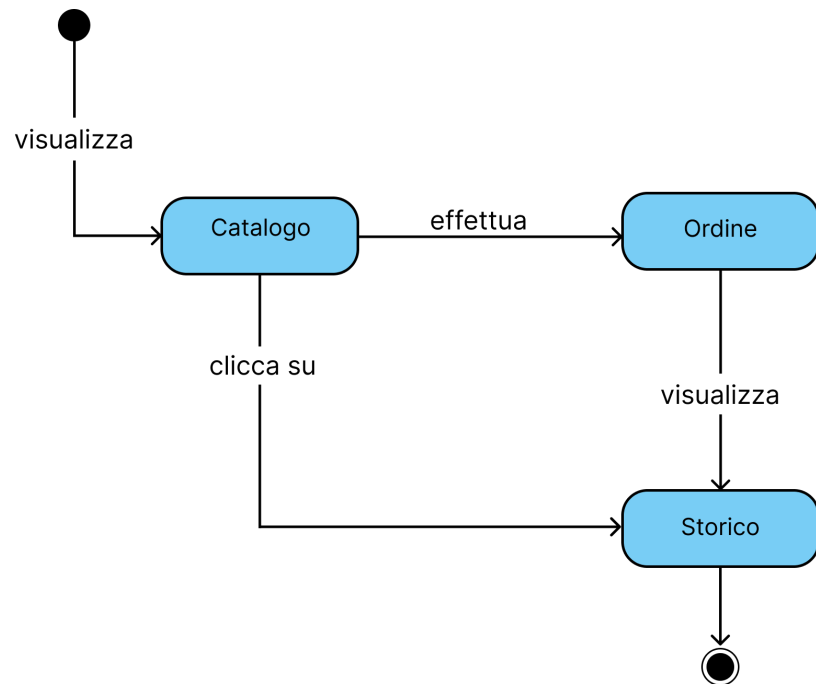 visualizza
Catalogo
effettua
Ordine
clicca su
visualizza
Storico